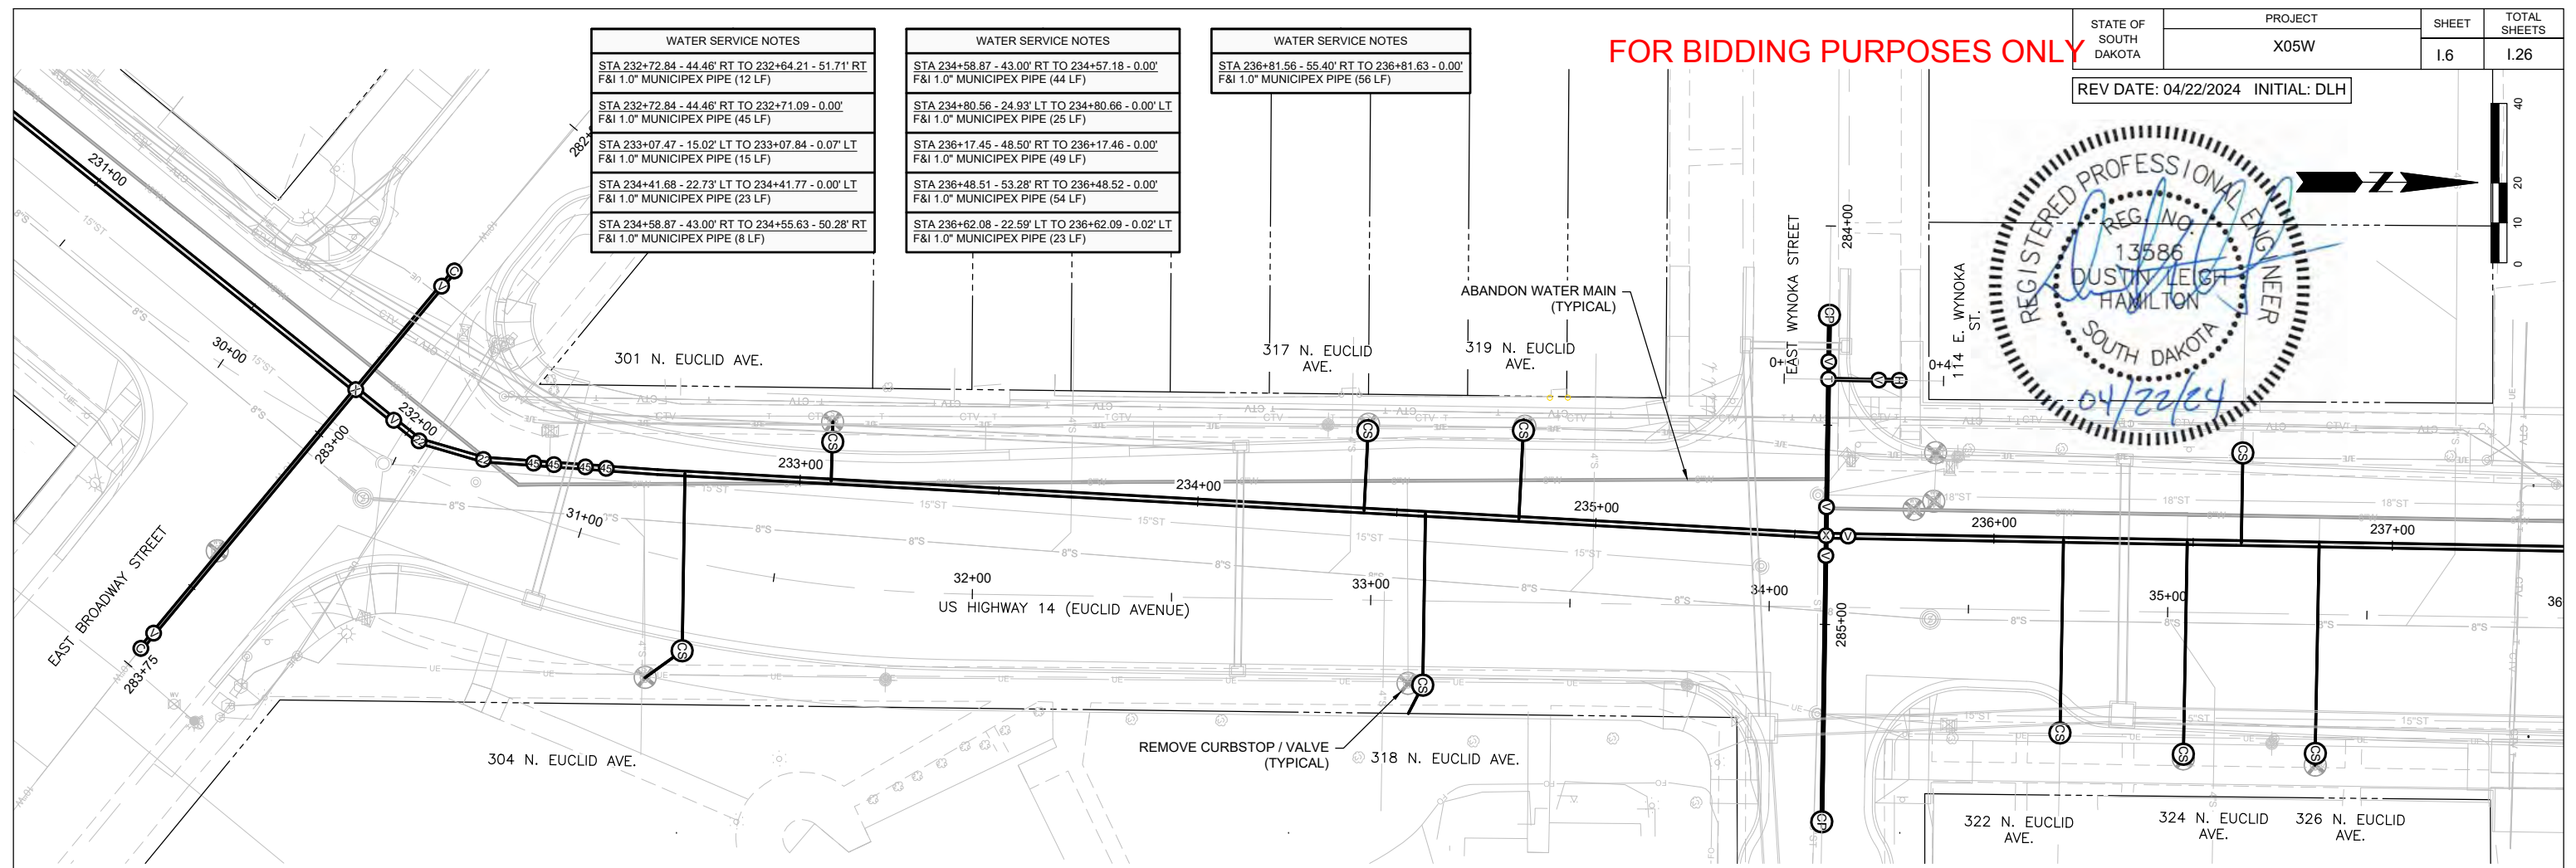 FOR BIDDING PURPOSES ONLY
STATE OF
SOUTH
DAKOTA
PROJECT
X05W
SHEET
I.6
TOTAL
SHEETS
I.26
REV DATE: 04/22/2024 INITIAL: DLH
WATER SERVICE NOTES
STA 232+72.84 - 44.46' RT TO 232+64.21 - 51.71' RT
F&I 1.0" MUNICIPEX PIPE (12 LF)
STA 232+72.84 - 44.46' RT TO 232+71.09 - 0.00'
F&I 1.0" MUNICIPEX PIPE (45 LF)
STA 233+07.47 - 15.02' LT TO 233+07.84 - 0.07' LT
F&I 1.0" MUNICIPEX PIPE (15 LF)
STA 234+41.68 - 22.73' LT TO 234+41.77 - 0.00' LT
F&I 1.0" MUNICIPEX PIPE (23 LF)
STA 234+58.87 - 43.00' RT TO 234+55.63 - 50.28' RT
F&I 1.0" MUNICIPEX PIPE (8 LF)
WATER SERVICE NOTES
STA 234+58.87 - 43.00' RT TO 234+57.18 - 0.00'
F&I 1.0" MUNICIPEX PIPE (44 LF)
STA 234+80.56 - 24.93' LT TO 234+80.66 - 0.00' LT
F&I 1.0" MUNICIPEX PIPE (25 LF)
STA 236+17.45 - 48.50' RT TO 236+17.46 - 0.00'
F&I 1.0" MUNICIPEX PIPE (49 LF)
STA 236+48.51 - 53.28' RT TO 236+48.52 - 0.00'
F&I 1.0" MUNICIPEX PIPE (54 LF)
STA 236+62.08 - 22.59' LT TO 236+62.09 - 0.02' LT
F&I 1.0" MUNICIPEX PIPE (23 LF)
WATER SERVICE NOTES
STA 236+81.56 - 55.40' RT TO 236+81.63 - 0.00'
F&I 1.0" MUNICIPEX PIPE (56 LF)
40
20
10
0
REGISTERED PROFESSIONAL ENGINEER
REG. NO.
13586
DUSTIN LEIGH
HAMILTON
SOUTH DAKOTA
04/22/24
231+00
30+00
232+00
283+00
31+00
233+00
234+00
235+00
236+00
237+00
32+00
33+00
34+00
35+00
36
284+00
285+00
283+75
0+4
EAST WYNOKA STREET
114 E. WYNOKA
ST.
ABANDON WATER MAIN
(TYPICAL)
301 N. EUCLID AVE.
317 N. EUCLID
AVE.
319 N. EUCLID
AVE.
US HIGHWAY 14 (EUCLID AVENUE)
EAST BROADWAY STREET
304 N. EUCLID AVE.
REMOVE CURBSTOP / VALVE
(TYPICAL)
318 N. EUCLID AVE.
322 N. EUCLID
AVE.
324 N. EUCLID
AVE.
326 N. EUCLID
AVE.